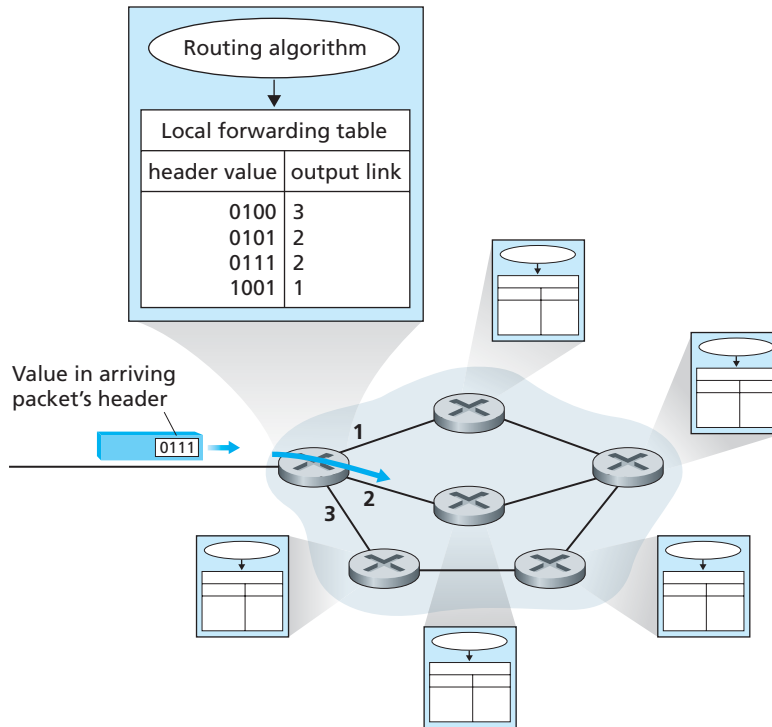 Routing algorithm
Local forwarding table
header value output link
0100 3
0101 2
0111 2
1001 1
Value in arriving
packet's header
0111
1
2
3